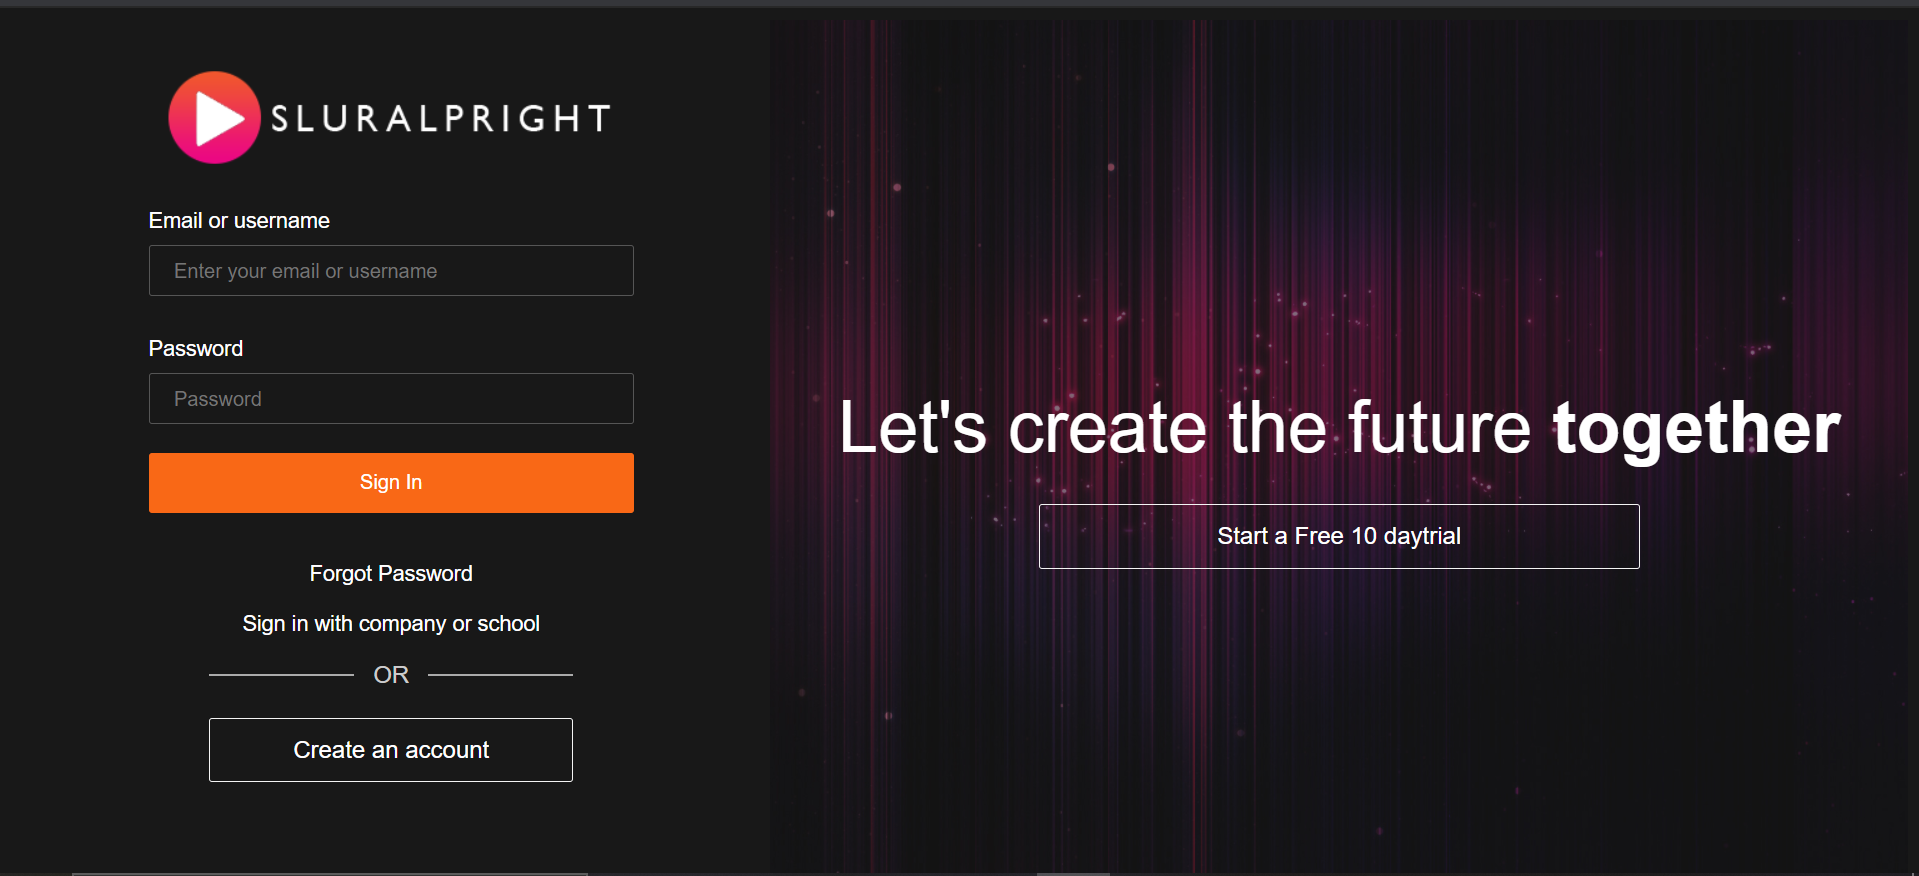 SLURALPRIGHT
Email or username
Enter your email or username
Password
Password
Sign In
Forgot Password
Sign in with company or school
OR
Create an account
Let's create the future together
Start a Free 10 daytrial